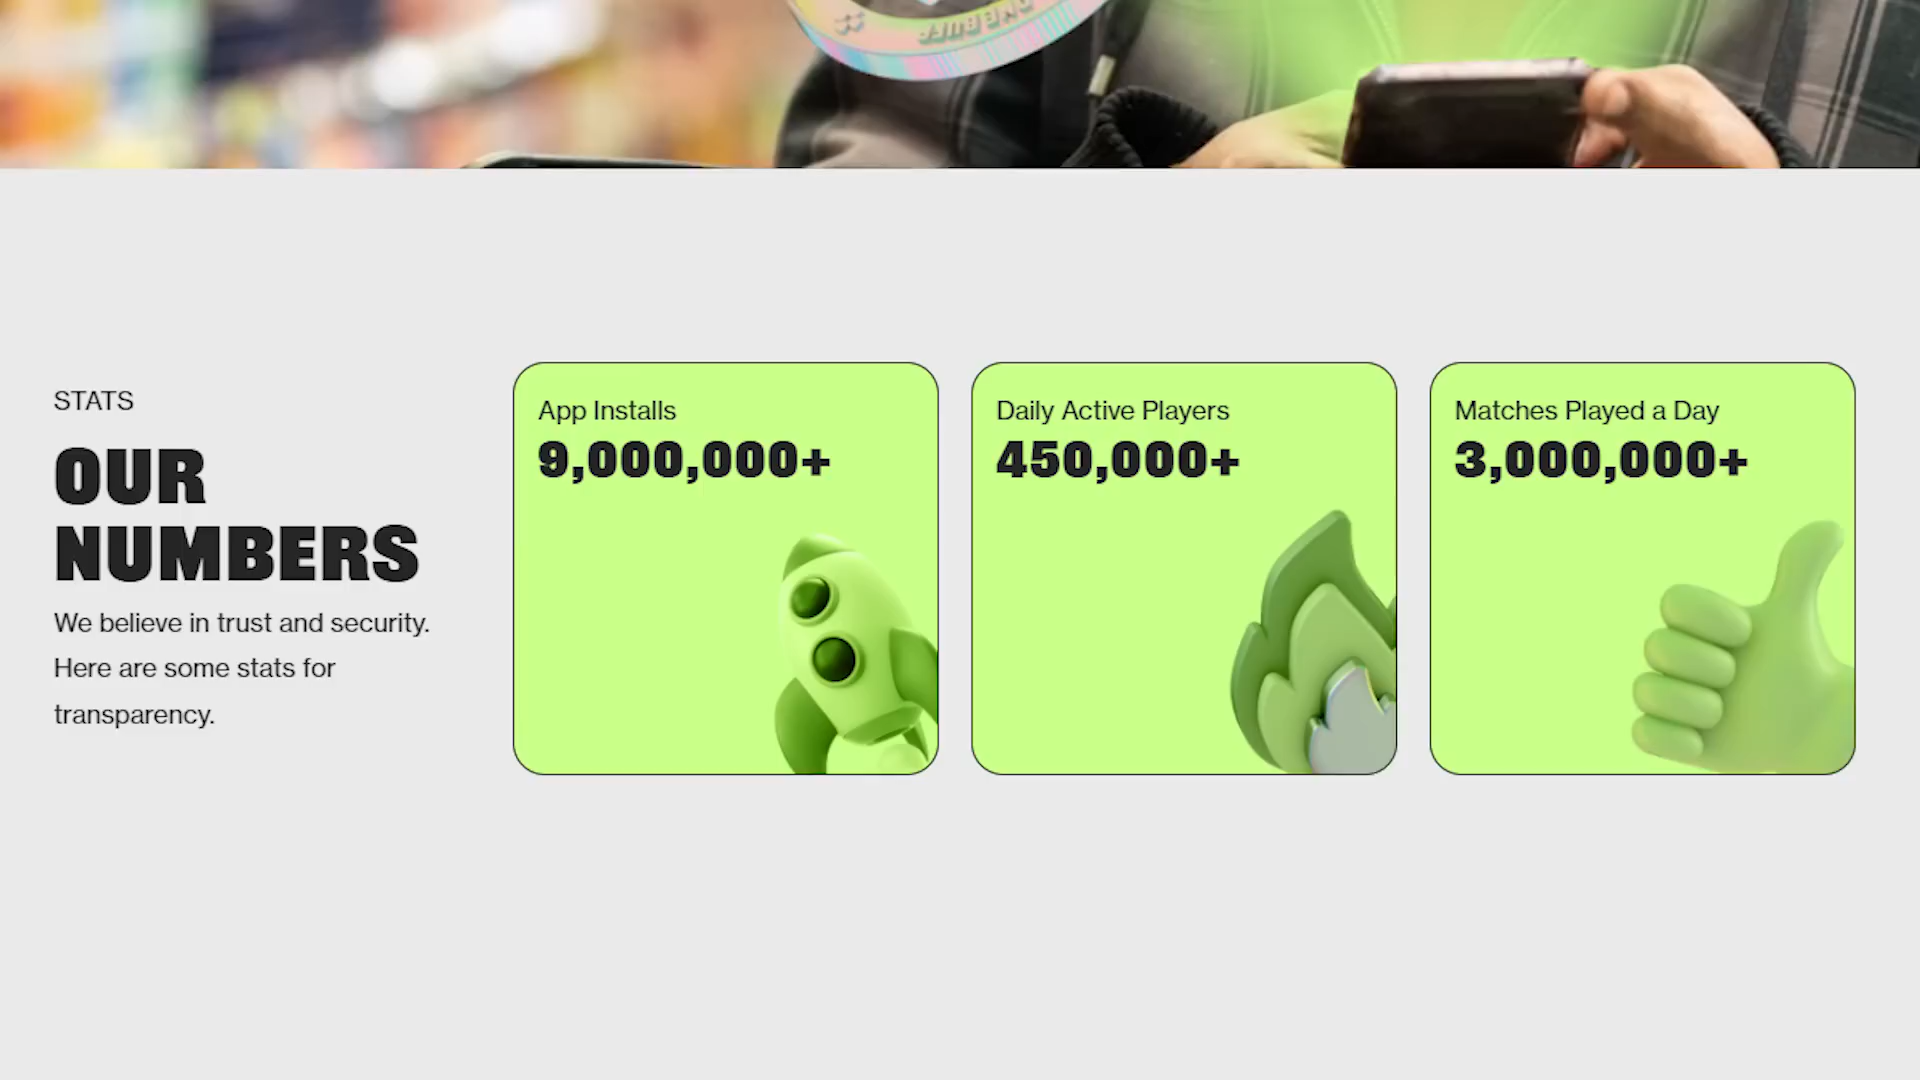 STATS
OUR
NUMBERS
We believe in trust and security.
Here are some stats for
transparency.
App Installs
9,000,000+
Daily Active Players
450,000+
Matches Played a Day
3,000,000+